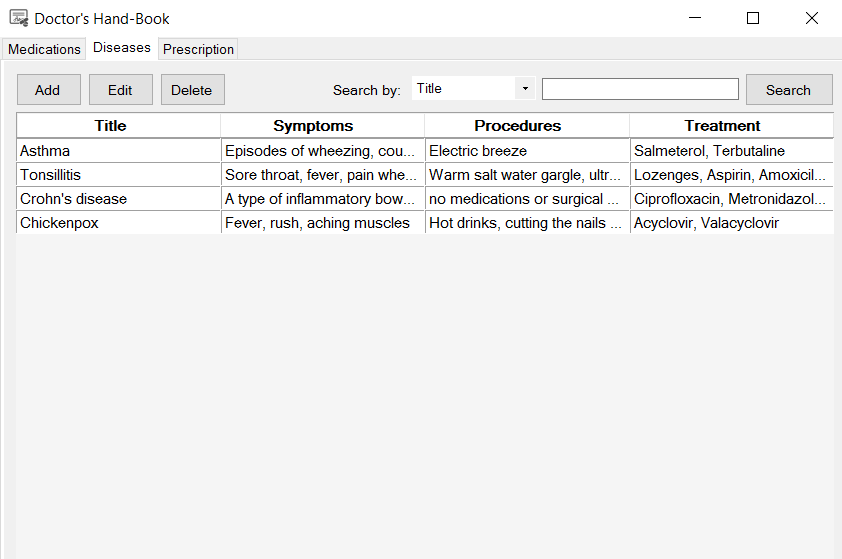 Doctor's Hand-Book
Medications Diseases Prescription
Add Edit Delete Search by: Title Search
Title Symptoms Procedures Treatment
Asthma Episodes of wheezing, cou... Electric breeze Salmeterol, Terbutaline
Tonsillitis Sore throat, fever, pain whe... Warm salt water gargle, ultr... Lozenges, Aspirin, Amoxicil...
Crohn's disease A type of inflammatory bow... no medications or surgical ... Ciprofloxacin, Metronidazol...
Chickenpox Fever, rush, aching muscles Hot drinks, cutting the nails ... Acyclovir, Valacyclovir